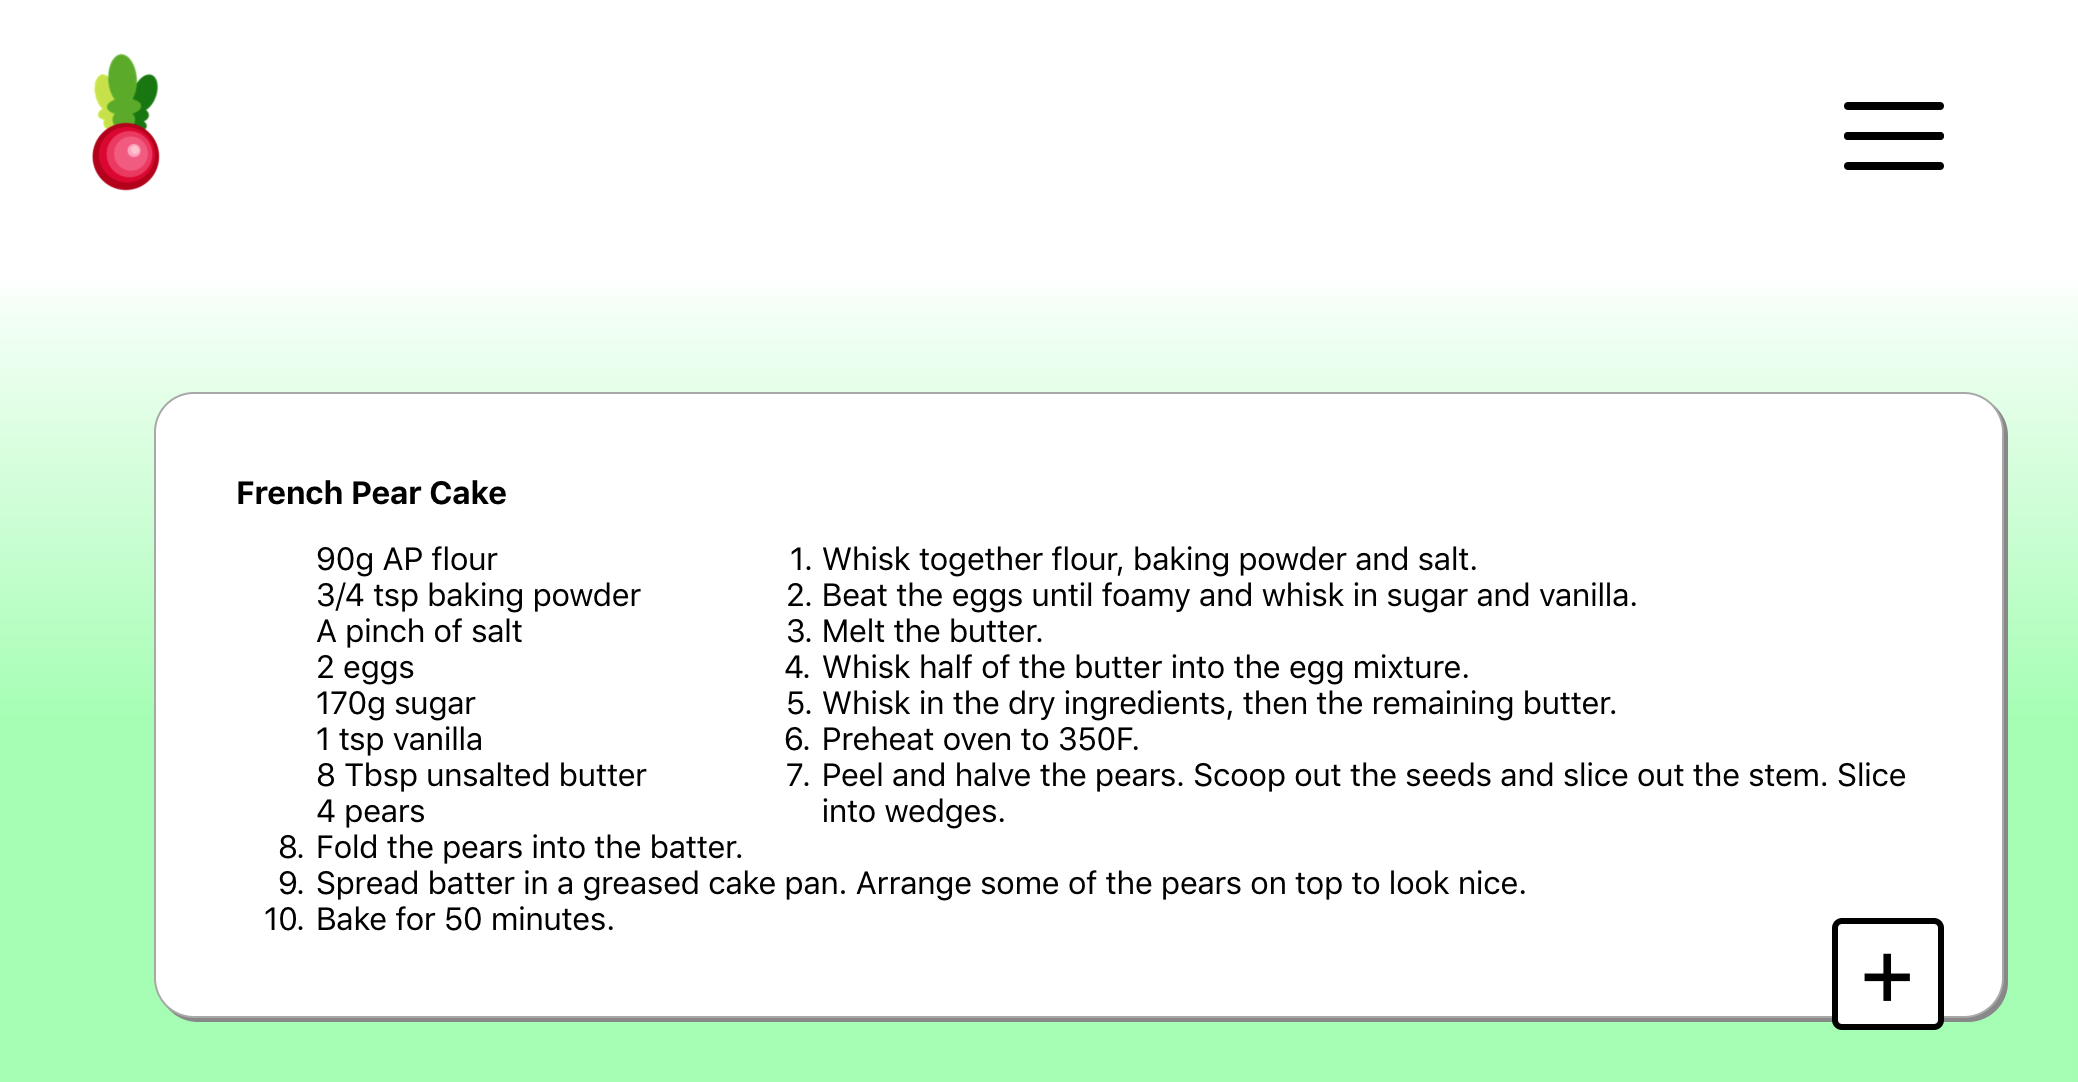 French Pear Cake
90g AP flour
3/4 tsp baking powder
A pinch of salt
2 eggs
170g sugar
1 tsp vanilla
8 Tbsp unsalted butter
4 pears
1. Whisk together flour, baking powder and salt.
2. Beat the eggs until foamy and whisk in sugar and vanilla.
3. Melt the butter.
4. Whisk half of the butter into the egg mixture.
5. Whisk in the dry ingredients, then the remaining butter.
6. Preheat oven to 350F.
7. Peel and halve the pears. Scoop out the seeds and slice out the stem. Slice
into wedges.
8. Fold the pears into the batter.
9. Spread batter in a greased cake pan. Arrange some of the pears on top to look nice.
10. Bake for 50 minutes.
+